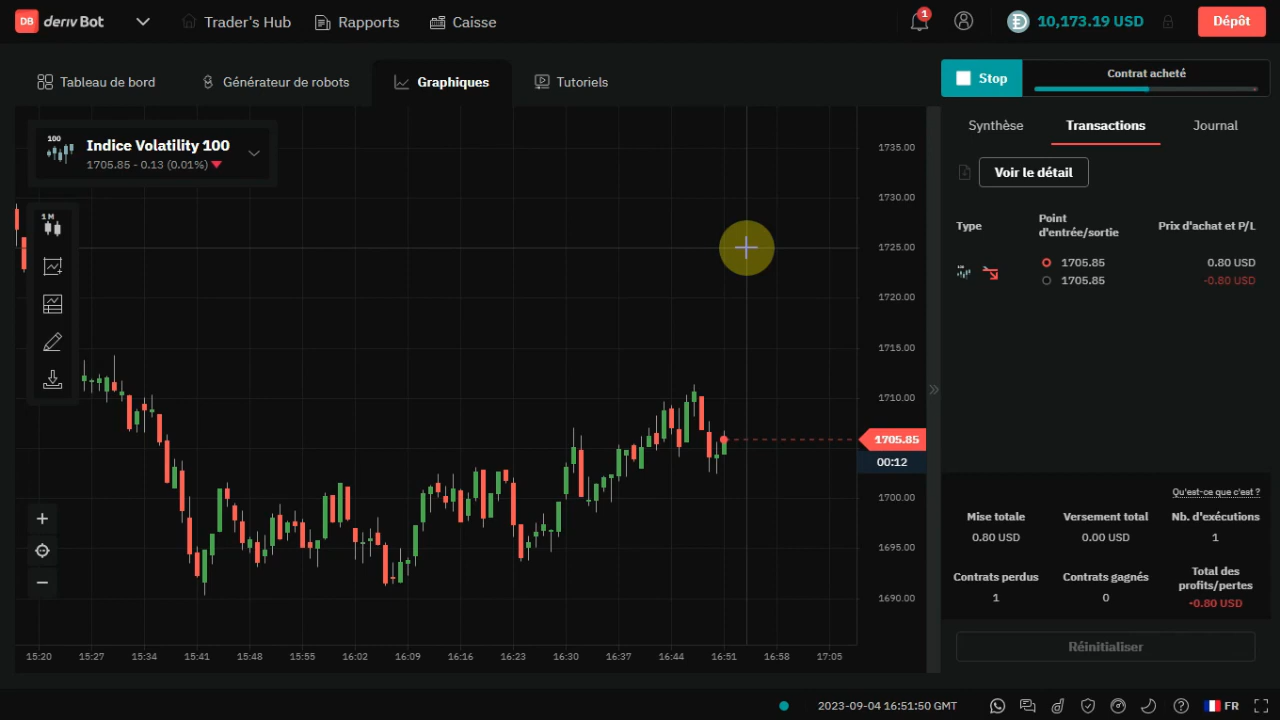 DB deriv Bot
Trader's Hub
Rapports
Caisse
1
10,173.19 USD
Dépôt
Tableau de bord
Générateur de robots
Graphiques
Tutoriels
Stop
Contrat acheté
100
Indice Volatility 100
1705.85 - 0.13 (0.01%)
1 M
1735.00
1730.00
1725.00
1720.00
1715.00
1710.00
1705.85
00:12
1700.00
1695.00
1690.00
15:20 15:27 15:34 15:41 15:48 15:55 16:02 16:09 16:16 16:23 16:30 16:37 16:44 16:51 16:58 17:05
Synthèse
Transactions
Journal
Voir le détail
Type
Point
d'entrée/sortie
Prix d'achat et P/L
100
1705.85
0.80 USD
1705.85
-0.80 USD
Qu'est-ce que c'est ?
Mise totale
0.80 USD
Versement total
0.00 USD
Nb. d'exécutions
1
Contrats perdus
1
Contrats gagnés
0
Total des
profits/pertes
-0.80 USD
Réinitialiser
2023-09-04 16:51:50 GMT
FR